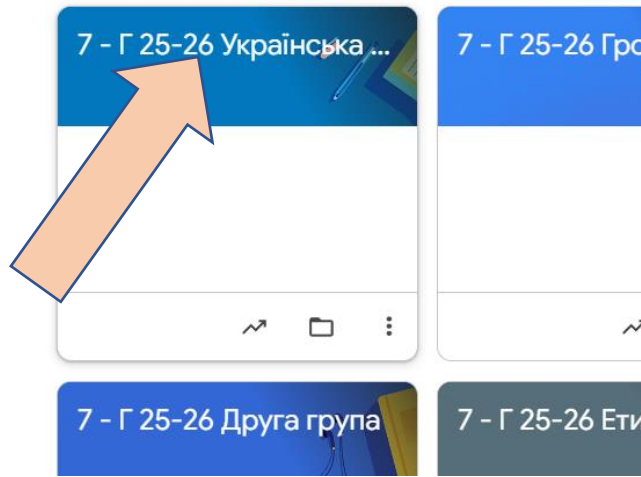 7 - Г 25-26 Українська ...
7 - Г 25-26 Гро
7 - Г 25-26 Друга група
7 - Г 25-26 Ети